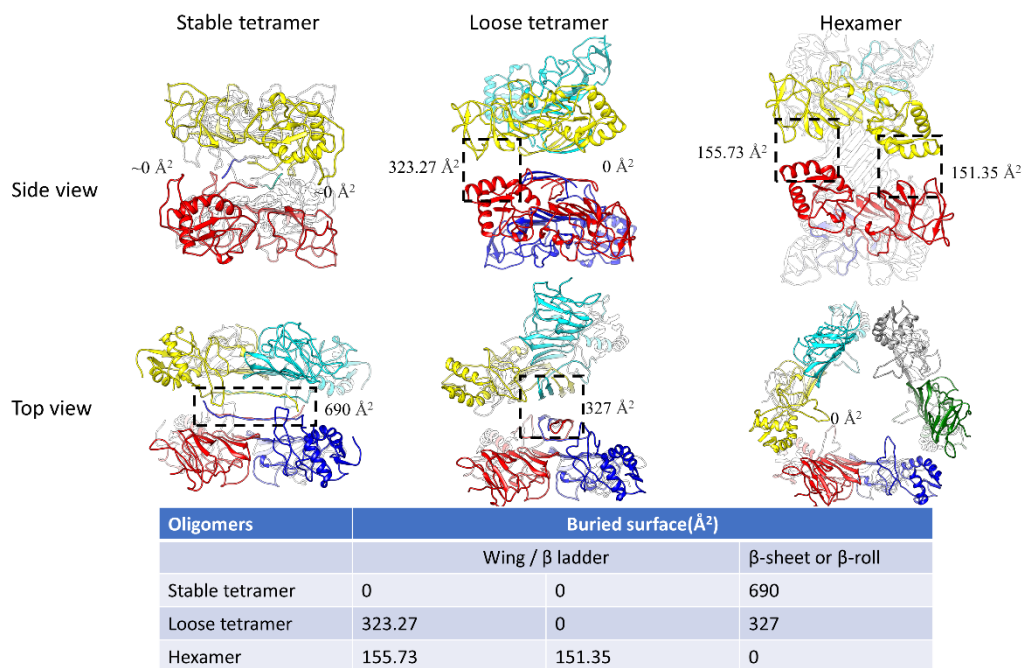 Stable tetramer Loose tetramer Hexamer
Side view
~0 Å² ~0 Å² 323.27 Å² 0 Å² 155.73 Å² 151.35 Å²
Top view
690 Å² 327 Å² 0 Å²
Oligomers Buried surface(Å²)
Wing / β ladder β-sheet or β-roll
Stable tetramer 0 0 690
Loose tetramer 323.27 0 327
Hexamer 155.73 151.35 0